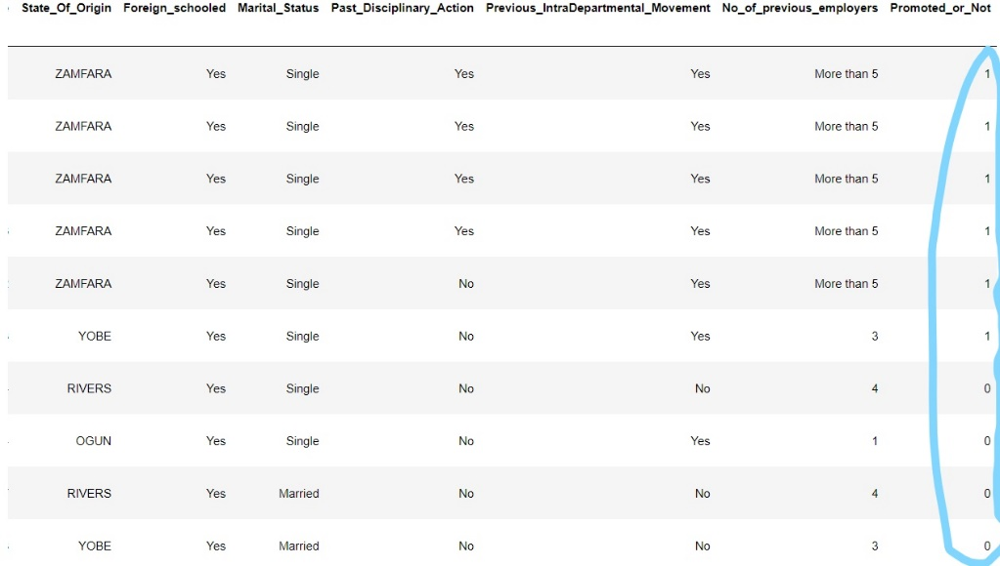 State_Of_Origin Foreign_schooled Marital_Status Past_Disciplinary_Action Previous_IntraDepartmental_Movement No_of_previous_employers Promoted_or_Not
ZAMFARA Yes Single Yes Yes More than 5 1
ZAMFARA Yes Single Yes Yes More than 5 1
ZAMFARA Yes Single Yes Yes More than 5 1
ZAMFARA Yes Single Yes Yes More than 5 1
ZAMFARA Yes Single No Yes More than 5 1
YOBE Yes Single No Yes 3 1
RIVERS Yes Single No No 4 0
OGUN Yes Single No Yes 1 0
RIVERS Yes Married No No 4 0
YOBE Yes Married No No 3 0